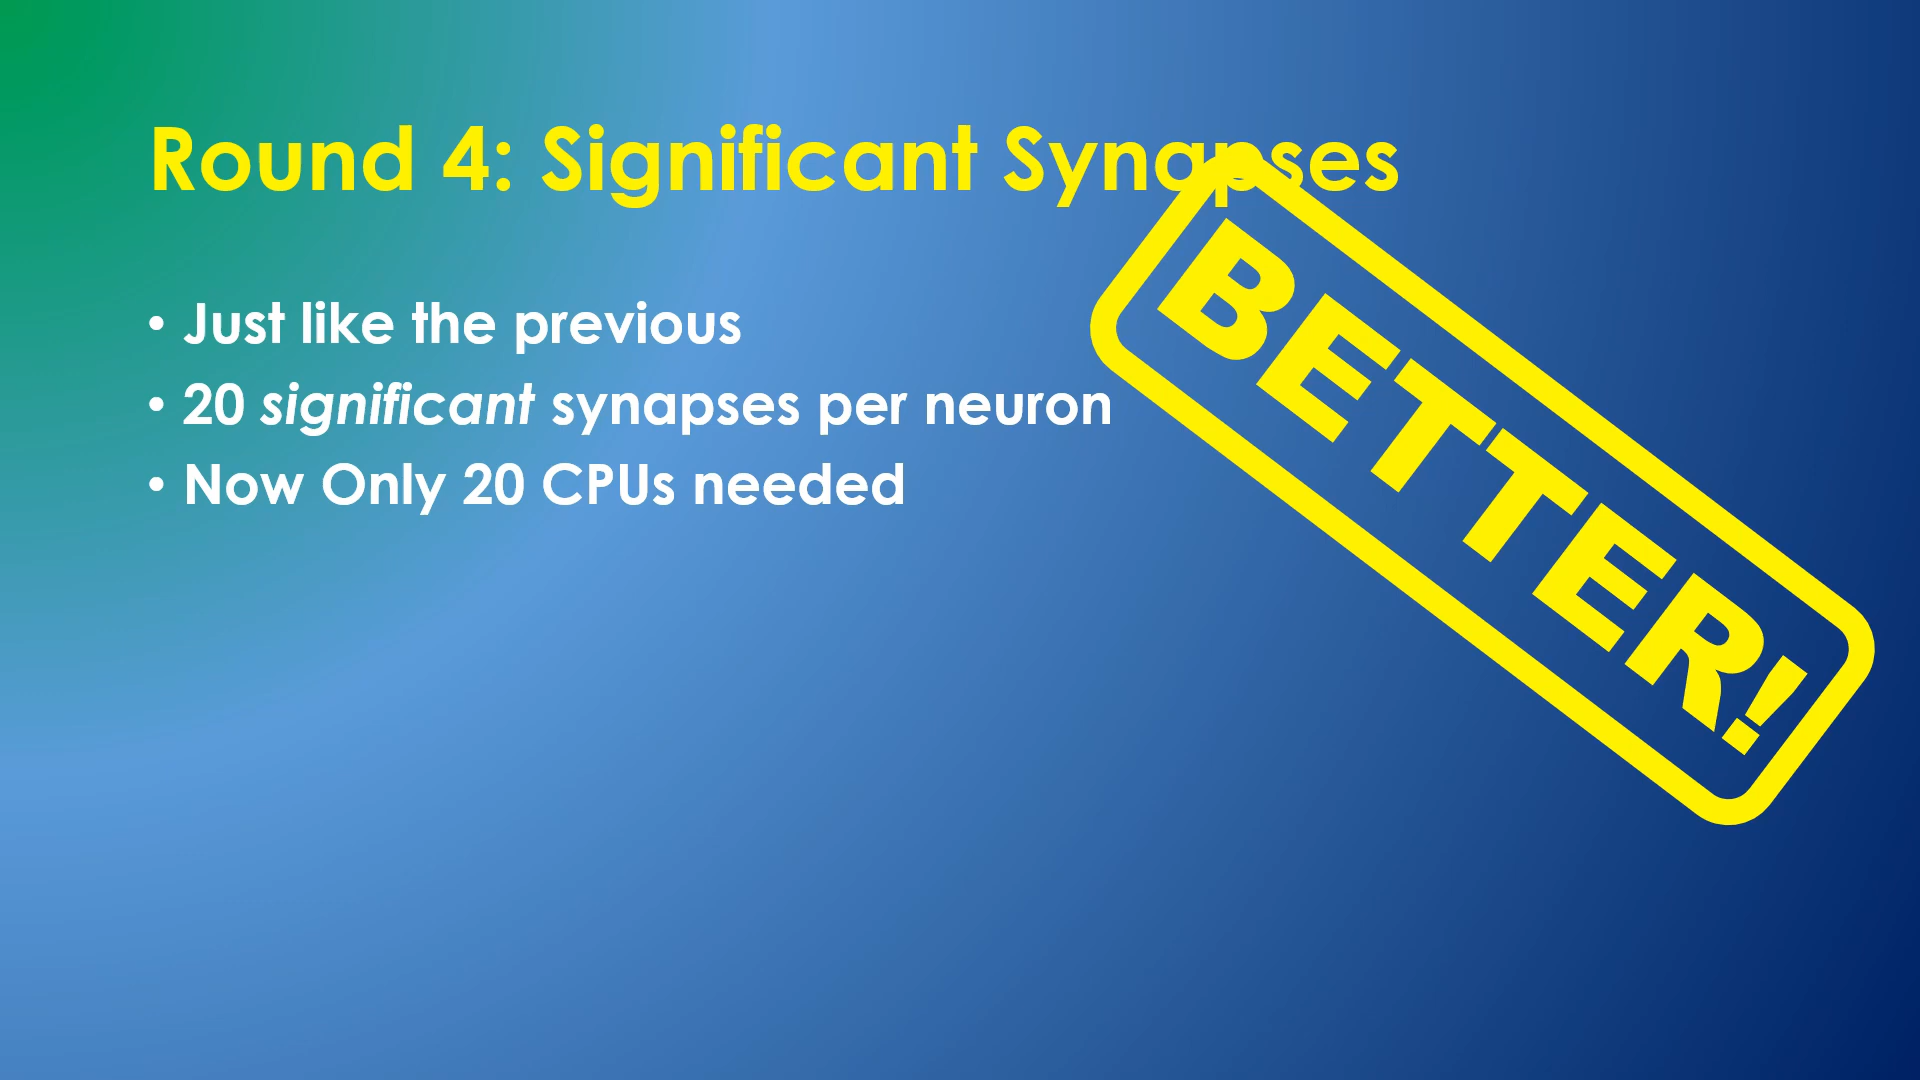 Round 4: Significant Synapses
• Just like the previous
• 20 significant synapses per neuron
• Now Only 20 CPUs needed
BETTER!